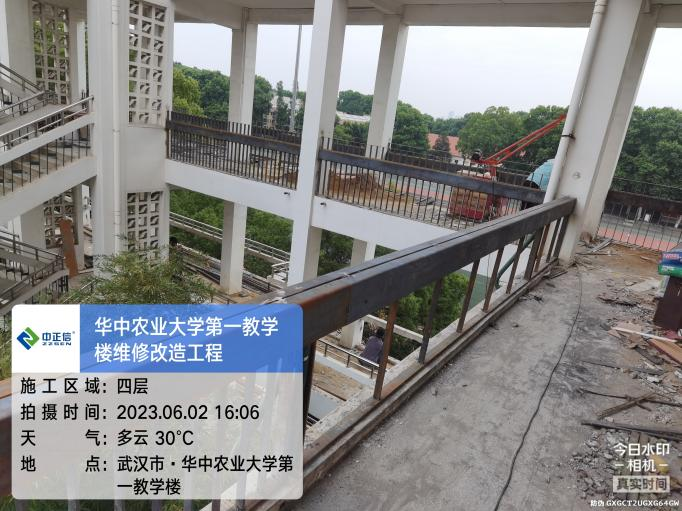 中正信
ZZSEN
华中农业大学第一教学
楼维修改造工程
施工区域：四层
拍摄时间：2023.06.02 16:06
天 气：多云 30℃
地 点：武汉市·华中农业大学第
一教学楼
今日水印
-相机-
真实时间
防伪 GXGCT2UGXG64GW